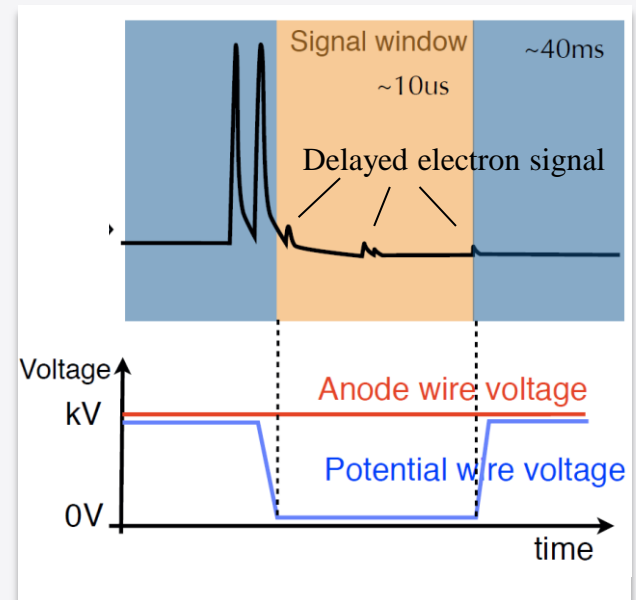 Signal window
~40ms
~10us
Delayed electron signal
Voltage
Anode wire voltage
kV
Potential wire voltage
0V
time